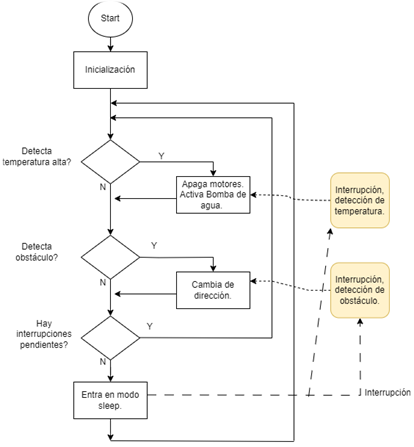 Start
Inicialización
Detecta
temperatura alta?
Y
N
Apaga motores.
Activa Bomba de
agua.
Interrupción,
detección de
temperatura.
Detecta
obstáculo?
Y
N
Cambia de
dirección.
Interrupción,
detección de
obstáculo.
Hay
interrupciones
pendientes?
Y
N
Entra en modo
sleep.
Interrupción